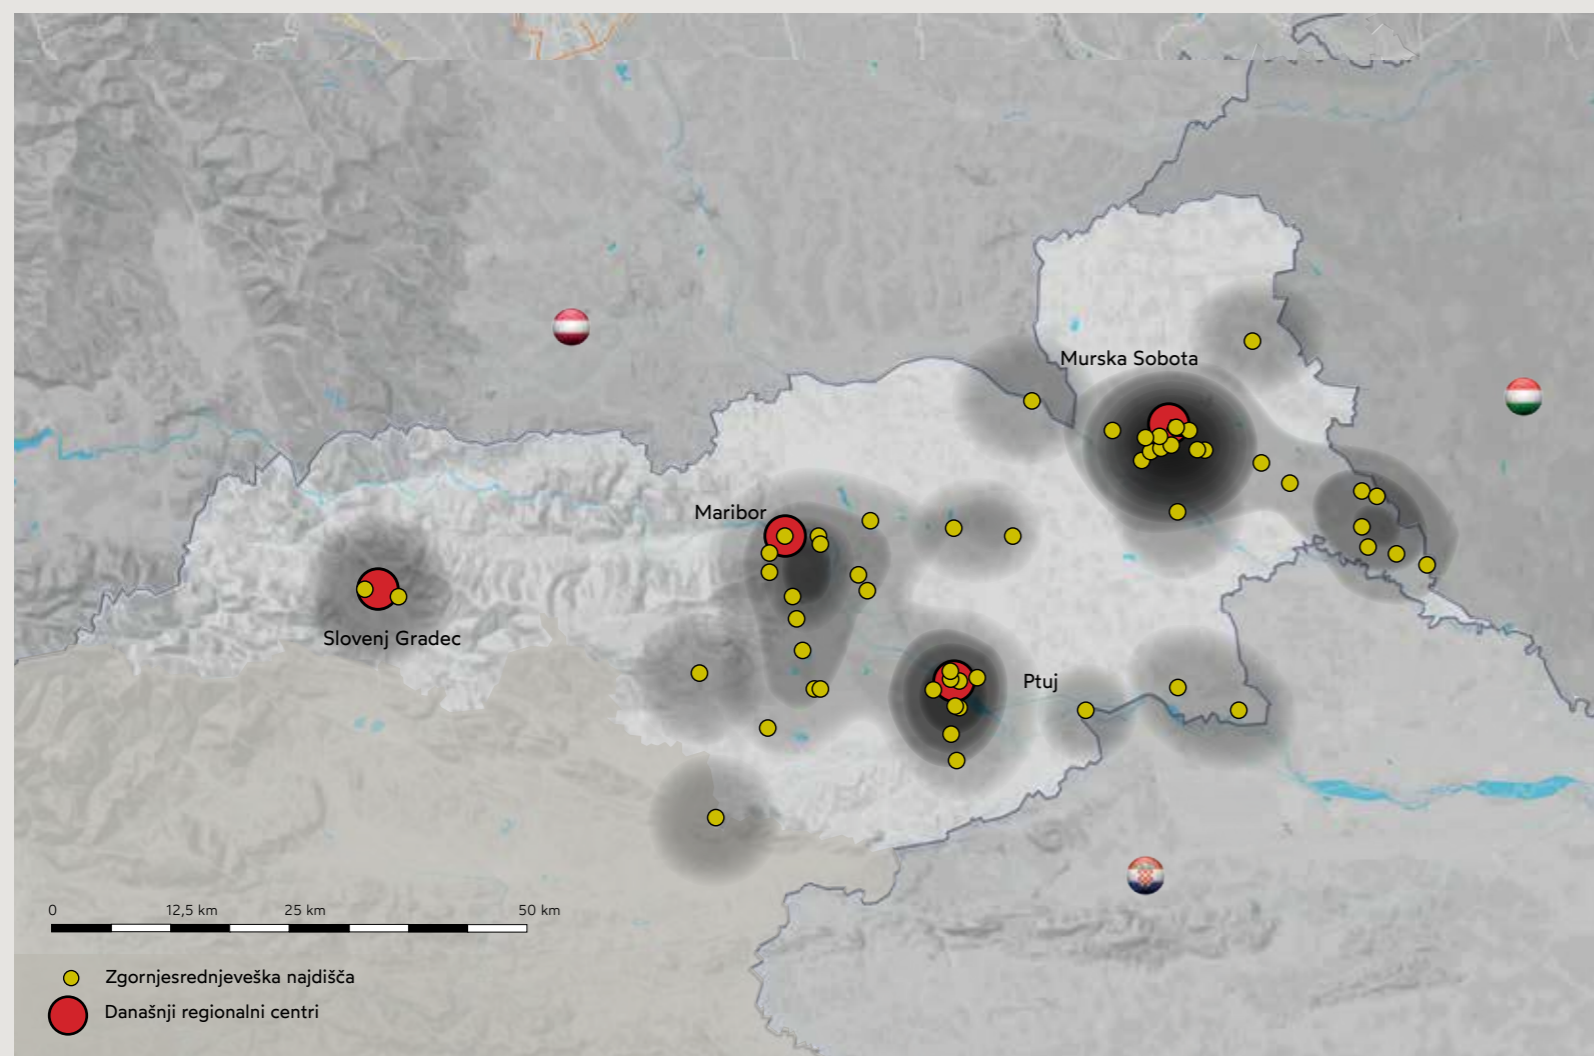 Murska Sobota
Maribor
Slovenj Gradec
Ptuj
0 12,5 km 25 km 50 km
Zgornjesrednjeveška najdišča
Današnji regionalni centri